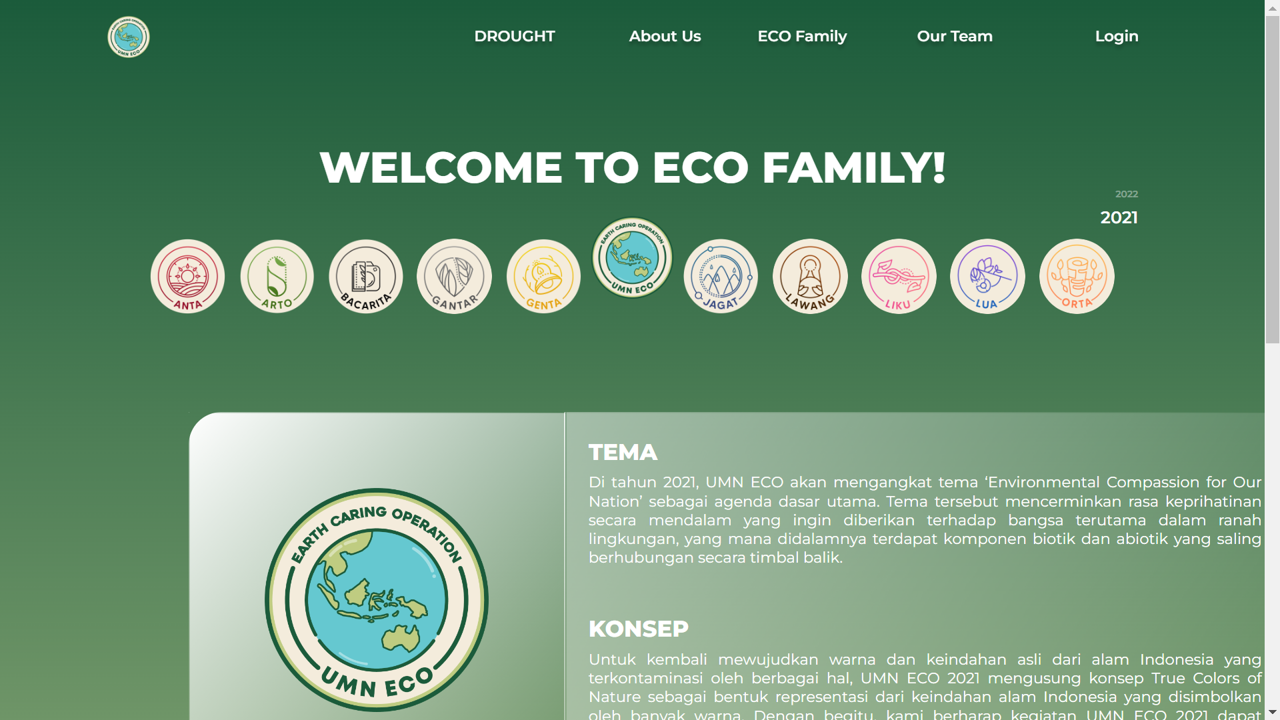 UMN ECO
DROUGHT
About Us
ECO Family
Our Team
Login
WELCOME TO ECO FAMILY!
2022
2021
ANTA
ARTO
BACARITA
GANTAR
GENTA
EARTH CARING OPERATION
UMN ECO
JAGAT
LAWANG
LIKU
LUA
ORTA
EARTH CARING OPERATION
UMN ECO
TEMA
Di tahun 2021, UMN ECO akan mengangkat tema ‘Environmental Compassion for Our
Nation’ sebagai agenda dasar utama. Tema tersebut mencerminkan rasa keprihatinan
secara mendalam yang ingin diberikan terhadap bangsa terutama dalam ranah
lingkungan, yang mana didalamnya terdapat komponen biotik dan abiotik yang saling
berhubungan secara timbal balik.
KONSEP
Untuk kembali mewujudkan warna dan keindahan asli dari alam Indonesia yang
terkontaminasi oleh berbagai hal, UMN ECO 2021 mengusung konsep True Colors of
Nature sebagai bentuk representasi dari keindahan alam Indonesia yang disimbolkan
oleh banyak warna. Dengan begitu, kami berharap kegiatan UMN ECO 2021 dapat